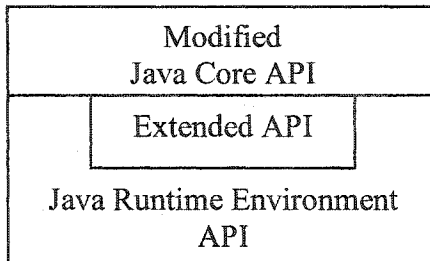 Modified
Java Core API
Extended API
Java Runtime Environment
API